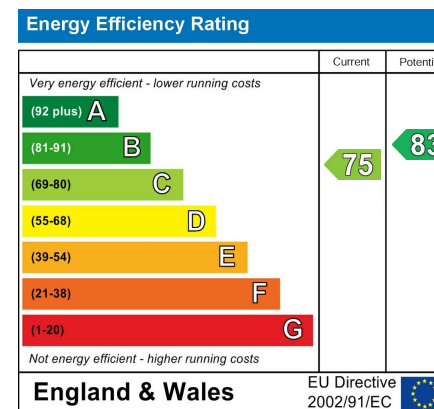 Energy Efficiency Rating
Current Potenti
Very energy efficient - lower running costs
(92 plus) A
(81-91) B
(69-80) C
(55-68) D
(39-54) E
(21-38) F
(1-20) G
75
83
Not energy efficient - higher running costs
England & Wales
EU Directive
2002/91/EC